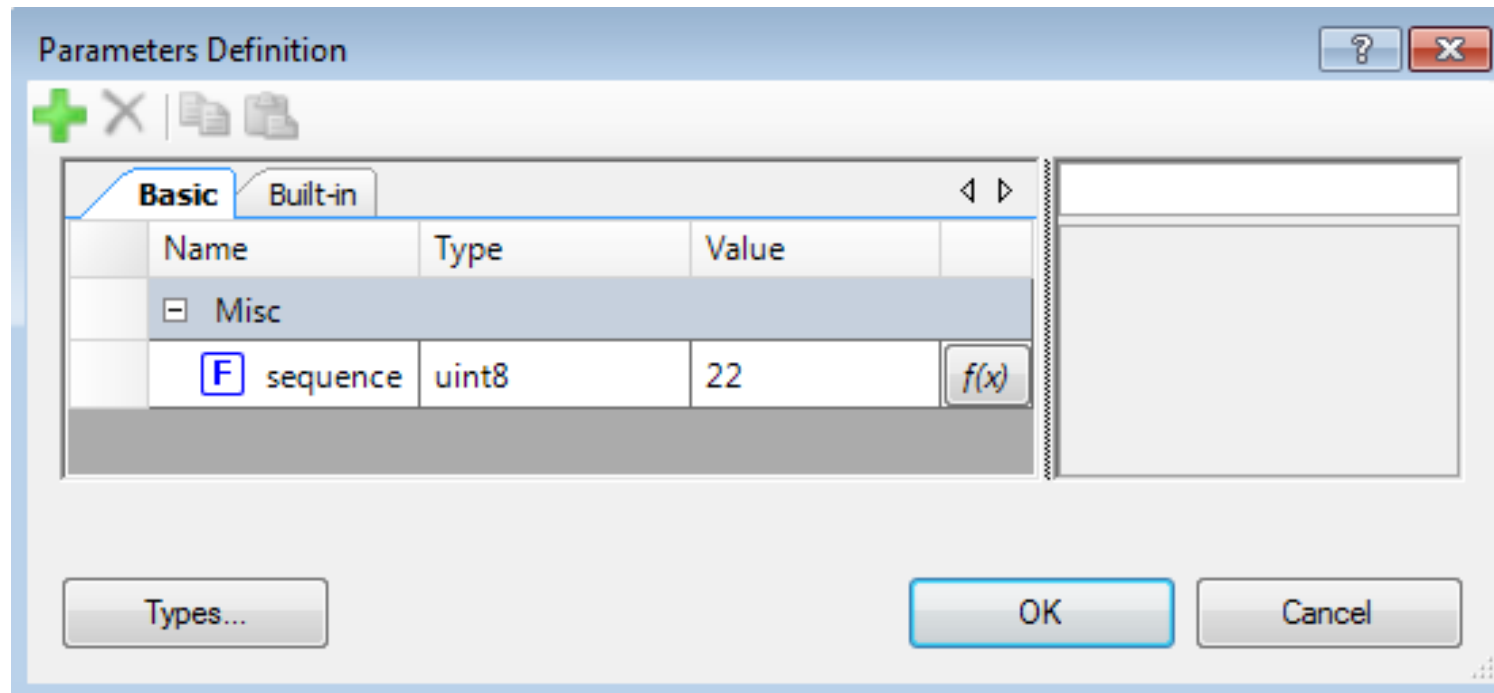 Parameters Definition
Basic Built-in
Name Type Value
Misc
F sequence uint8 22 f(x)
Types... OK Cancel